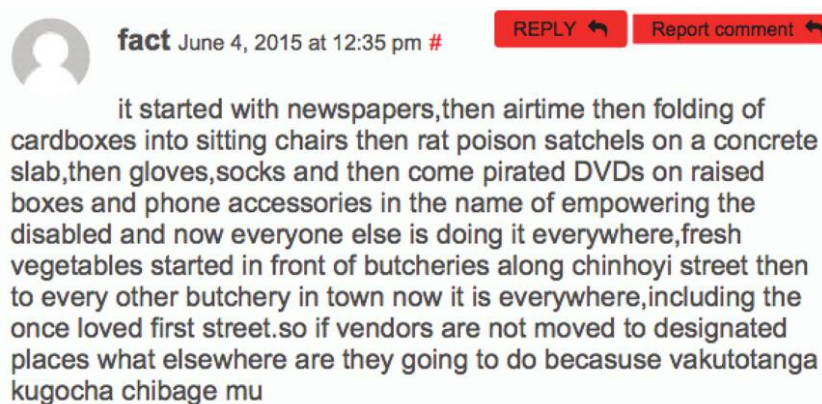 fact June 4, 2015 at 12:35 pm #
REPLY
Report comment
it started with newspapers,then airtime then folding of
cardboxes into sitting chairs then rat poison satchels on a concrete
slab,then gloves,socks and then come pirated DVDs on raised
boxes and phone accessories in the name of empowering the
disabled and now everyone else is doing it everywhere,fresh
vegetables started in front of butcheries along chinhoyi street then
to every other butchery in town now it is everywhere,including the
once loved first street.so if vendors are not moved to designated
places what elsewhere are they going to do becasuse vakutotanga
kugocha chibage mu